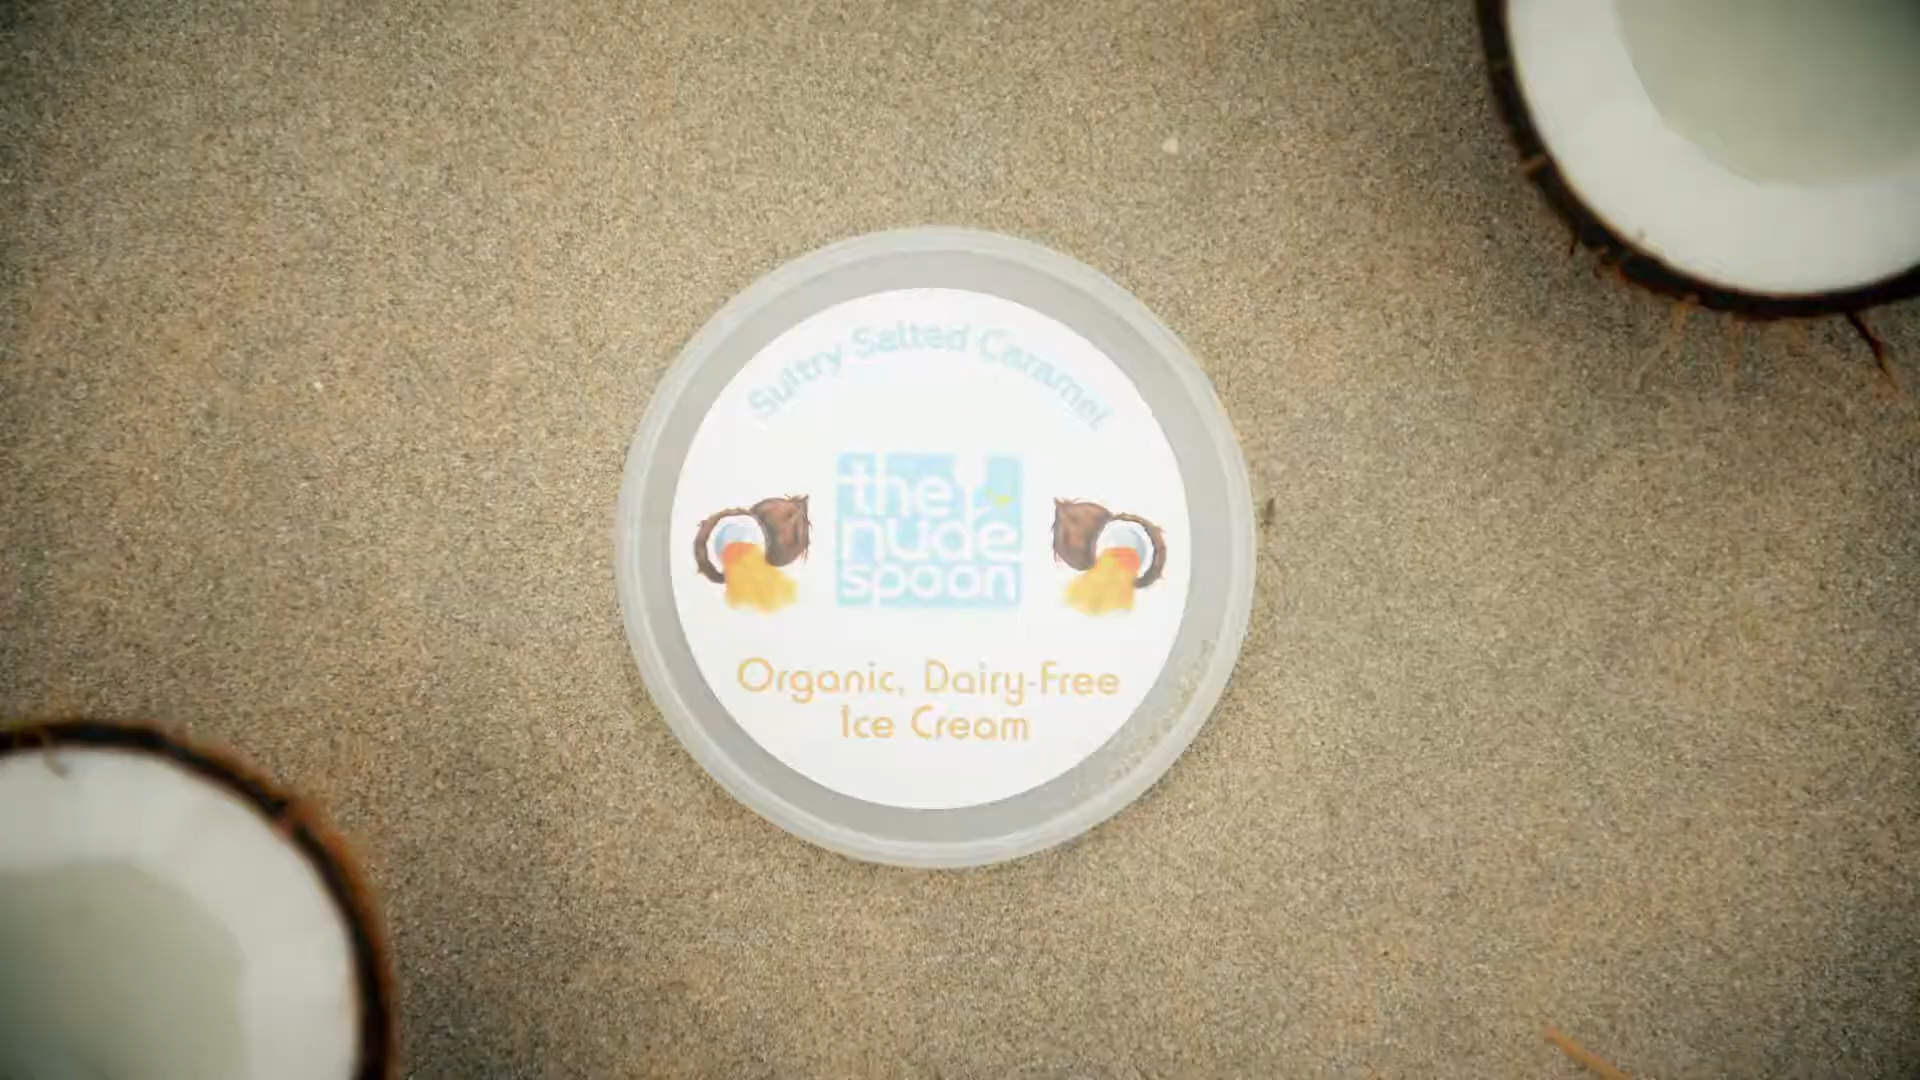 Sultry Salted Caramel
the
nude
spoon
Organic, Dairy-Free
Ice Cream